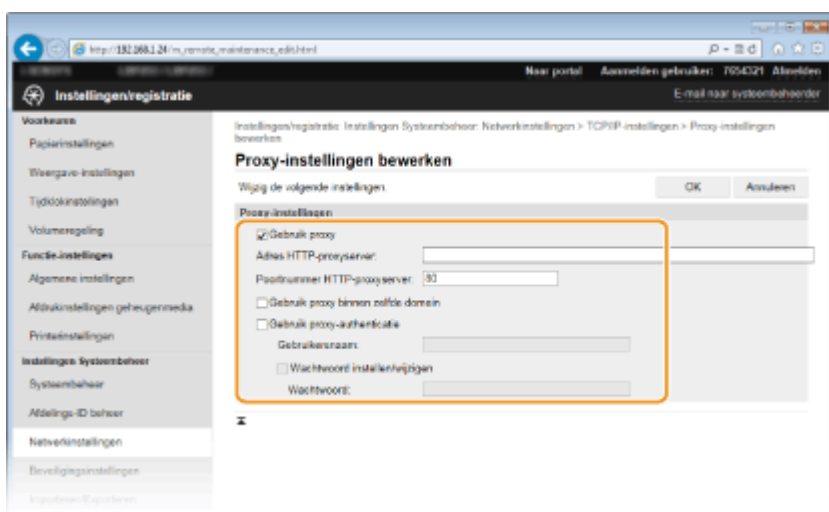 http://192.168.1.24/m_remote_maintenance_edit.html
Naar portal Aanmelden gebruiker: 7654321 Afmelden
Instellingen/registratie
E-mail naar systeembeheerder
Voorkeuren
Papierinstellingen
Weergave-instellingen
Tijdklokinstellingen
Volumeregeling
Functie-instellingen
Algemene instellingen
Afdrukinstellingen geheugenmedia
Printerinstellingen
Instellingen Systeembeheer
Systeembeheer
Afdelings-ID beheer
Netwerkinstellingen
Beveiligingsinstellingen
Importeren/Exporteren
Instellingen/registratie: Instellingen Systeembeheer: Netwerkinstellingen > TCP/IP-instellingen > Proxy-instellingen
bewerken
Proxy-instellingen bewerken
Wijzig de volgende instellingen.
OK Annuleren
Proxy-instellingen
Gebruik proxy
Adres HTTP-proxyserver:
Poortnummer HTTP-proxyserver: 80
Gebruik proxy binnen zelfde domein
Gebruik proxy-authenticatie
Gebruikersnaam:
Wachtwoord instellen/wijzigen
Wachtwoord: